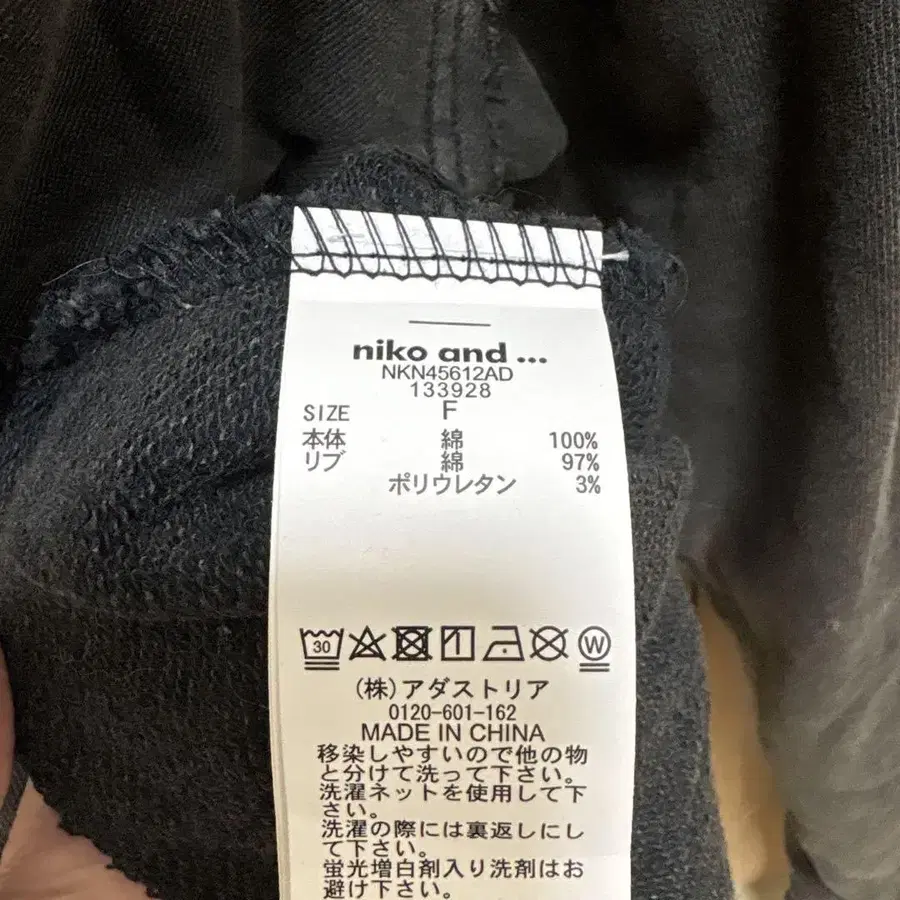 niko and ...
NKN45612AD
133928
SIZE F
本体 綿 100%
リブ 綿 97%
ポリウレタン 3%
30 W
(株)アダストリア
0120-601-162
MADE IN CHINA
移染しやすいので他の物
と分けて洗って下さい。
洗濯ネットを使用して下
さい。
洗濯の際には裏返しにし
て下さい。
蛍光増白剤入り洗剤はお
避け下さい。